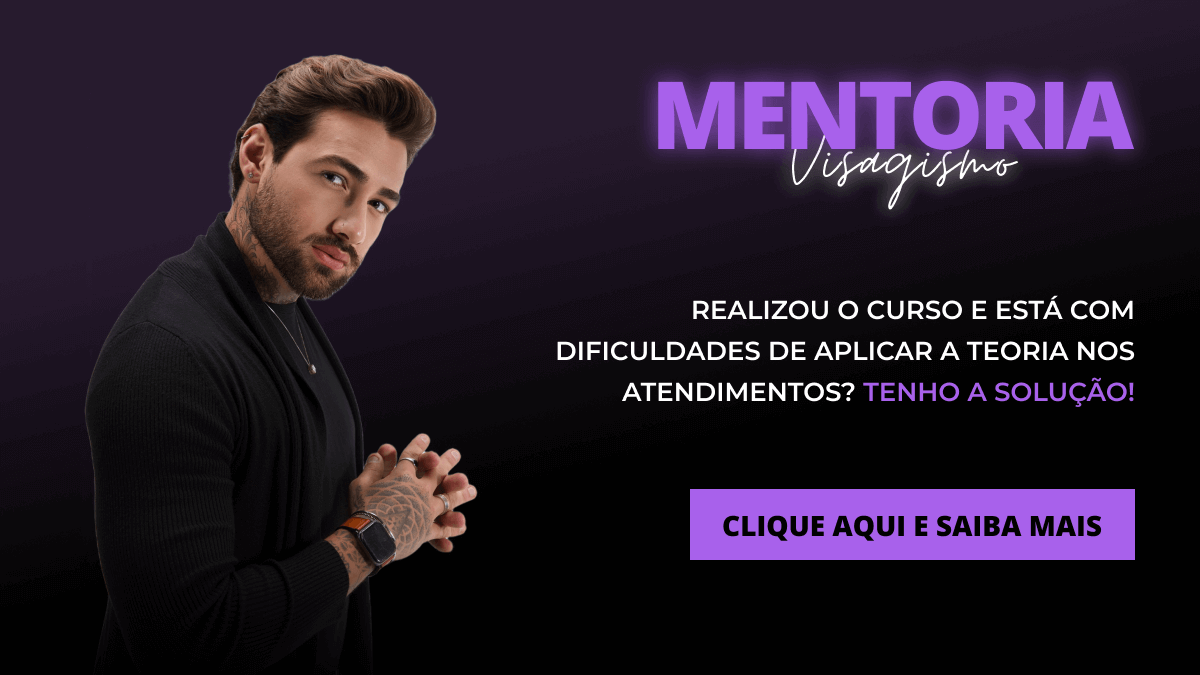 MENTORIA
Visagismo
REALIZOU O CURSO E ESTÁ COM
DIFICULDADES DE APLICAR A TEORIA NOS
ATENDIMENTOS? TENHO A SOLUÇÃO!
CLIQUE AQUI E SAIBA MAIS